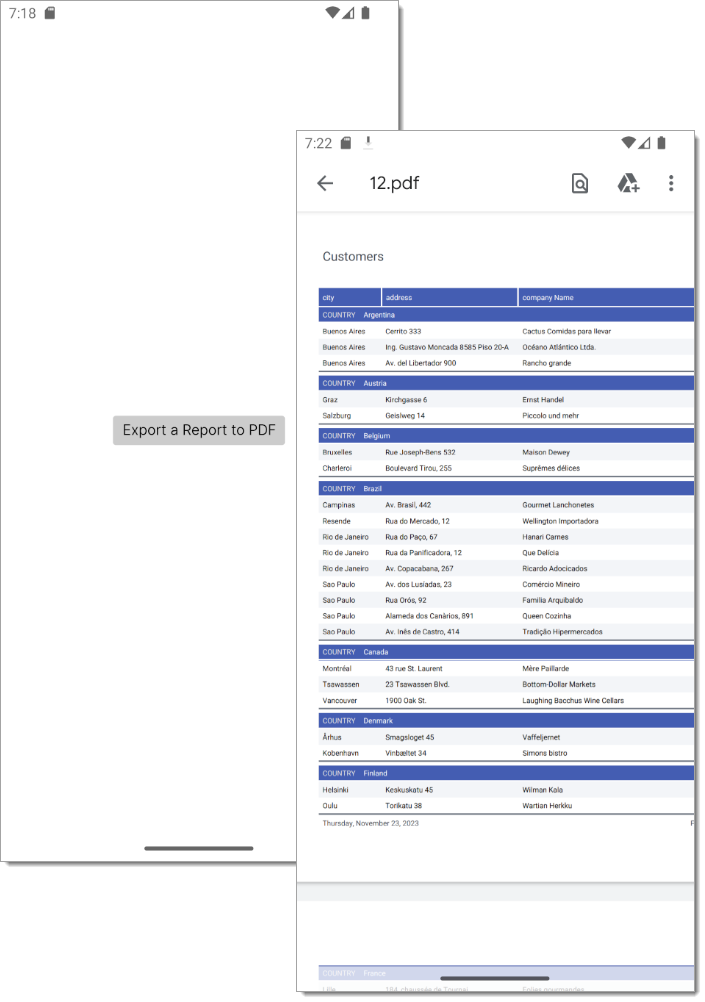 7:18
Export a Report to PDF
7:22
12.pdf
Customers
city address company Name
COUNTRY Argentina
Buenos Aires Cerrito 333 Cactus Comidas para llevar
Buenos Aires Ing. Gustavo Moncada 8585 Piso 20-A Océano Atlántico Ltda.
Buenos Aires Av. del Libertador 900 Rancho grande
COUNTRY Austria
Graz Kirchgasse 6 Ernst Handel
Salzburg Geislweg 14 Piccolo und mehr
COUNTRY Belgium
Bruxelles Rue Joseph-Bens 532 Maison Dewey
Charleroi Boulevard Tirou, 255 Suprêmes délices
COUNTRY Brazil
Campinas Av. Brasil, 442 Gourmet Lanchonetes
Resende Rua do Mercado, 12 Wellington Importadora
Rio de Janeiro Rua do Paço, 67 Hanari Carnes
Rio de Janeiro Rua da Panificadora, 12 Que Delícia
Rio de Janeiro Av. Copacabana, 267 Ricardo Adocicados
Sao Paulo Av. dos Lusíadas, 23 Comércio Mineiro
Sao Paulo Rua Orós, 92 Familia Arquibaldo
Sao Paulo Alameda dos Canàrios, 891 Queen Cozinha
Sao Paulo Av. Inês de Castro, 414 Tradição Hipermercados
COUNTRY Canada
Montréal 43 rue St. Laurent Mère Paillarde
Tsawassen 23 Tsawassen Blvd. Bottom-Dollar Markets
Vancouver 1900 Oak St. Laughing Bacchus Wine Cellars
COUNTRY Denmark
Århus Smagsloget 45 Vaffeljernet
Kobenhavn Vinbæltet 34 Simons bistro
COUNTRY Finland
Helsinki Keskuskatu 45 Wilman Kala
Oulu Torikatu 38 Wartian Herkku
Thursday, November 23, 2023
COUNTRY France
Lille 184, chaussée de Tournai Folies gourmandes